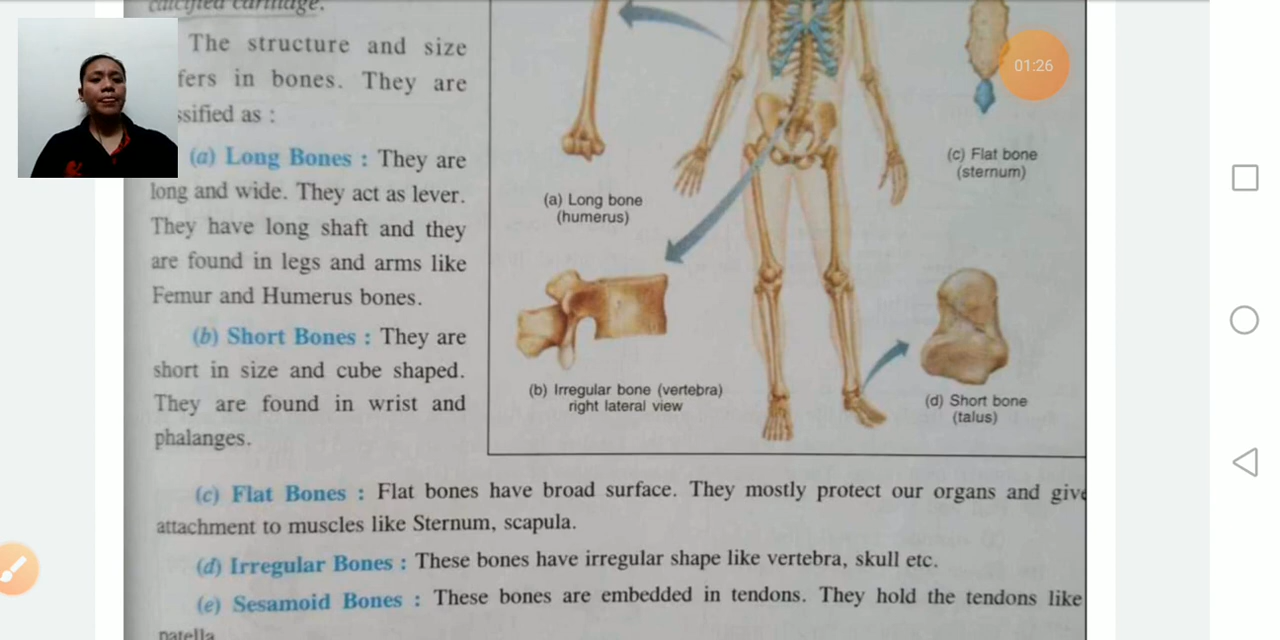 calcified cartilage.
The structure and size
fers in bones. They are
ssified as :
(a) Long Bones : They are
long and wide. They act as lever.
They have long shaft and they
are found in legs and arms like
Femur and Humerus bones.
(b) Short Bones : They are
short in size and cube shaped.
They are found in wrist and
phalanges.
(a) Long bone
(humerus)
(b) Irregular bone (vertebra)
right lateral view
01:26
(c) Flat bone
(sternum)
(d) Short bone
(talus)
(c) Flat Bones : Flat bones have broad surface. They mostly protect our organs and give
attachment to muscles like Sternum, scapula.
(d) Irregular Bones : These bones have irregular shape like vertebra, skull etc.
(e) Sesamoid Bones : These bones are embedded in tendons. They hold the tendons like
patella